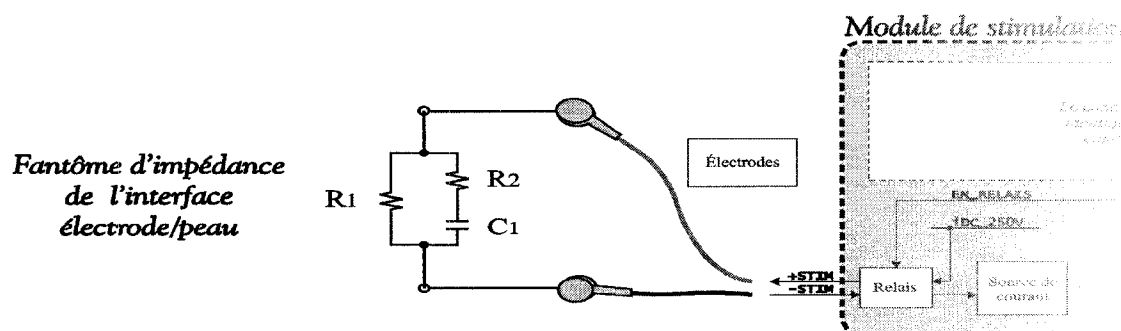 Module de stimulation
Fantôme d'impédance
de l'interface
électrode/peau
R1
R2
C1
Électrodes
EN_RELAIS
+STIM
-STIM
Relais
Source de
courant